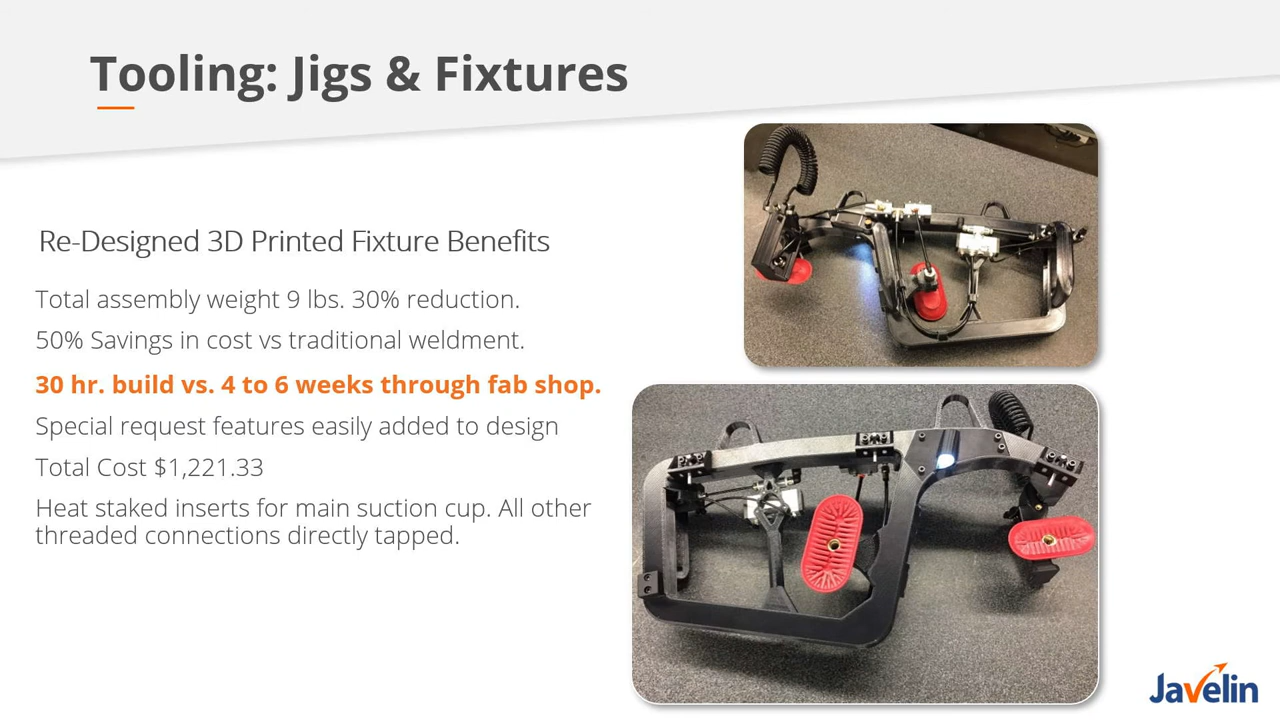 Tooling: Jigs & Fixtures
Re-Designed 3D Printed Fixture Benefits
Total assembly weight 9 lbs. 30% reduction.
50% Savings in cost vs traditional weldment.
30 hr. build vs. 4 to 6 weeks through fab shop.
Special request features easily added to design
Total Cost $1,221.33
Heat staked inserts for main suction cup. All other
threaded connections directly tapped.
Javelin